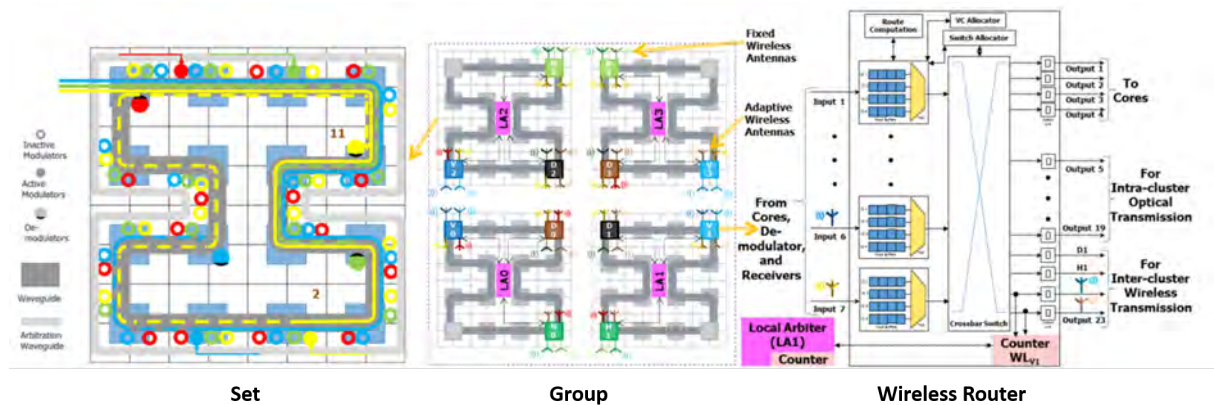 Inactive
Modulators
Active
Modulators
De-
modulators
Waveguide
Arbitration
Waveguide
11
2
Set
LA2
LA3
LA0
LA1
2
D
2
D
V
0
D
1
Group
Fixed
Wireless
Antennas
Adaptive
Wireless
Antennas
From
Cores,
De-
modulator,
and
Receivers
Route
Computation
VC Allocator
Switch Allocator
Input 1
Input 6
Input 7
Crossbar Switch
Output 1
Output 2
Output 3
Output 4
To
Cores
Output 5
Output 19
For
Intra-cluster
Optical
Transmission
D1
H1
Output 23
For
Inter-cluster
Wireless
Transmission
Local Arbiter
(LA1)
Counter
Counter
WLV1
Wireless Router